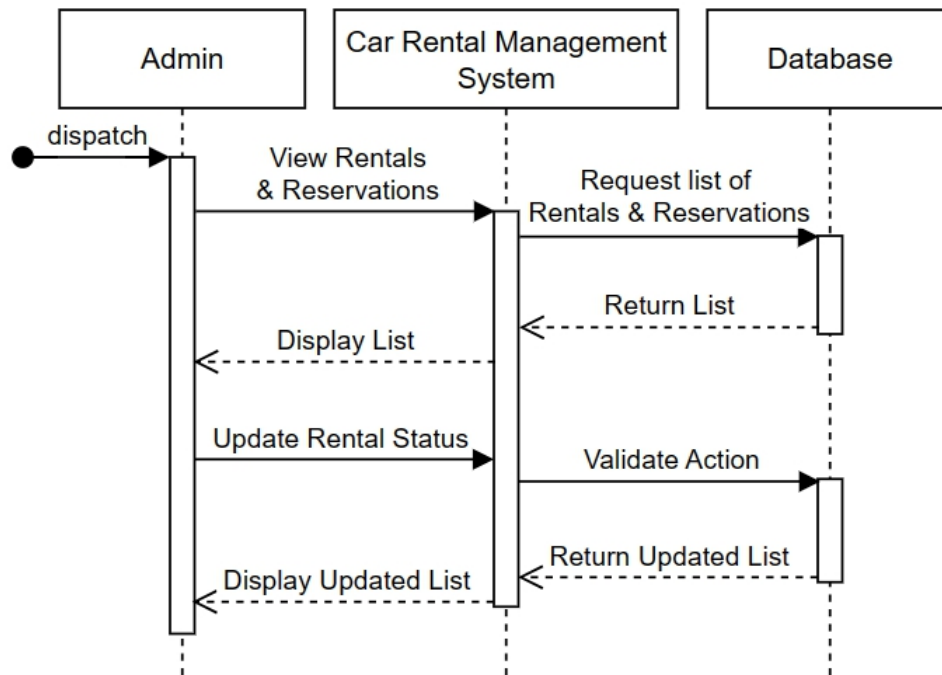 Admin
Car Rental Management
System
Database
dispatch
View Rentals
& Reservations
Request list of
Rentals & Reservations
Return List
Display List
Update Rental Status
Validate Action
Return Updated List
Display Updated List